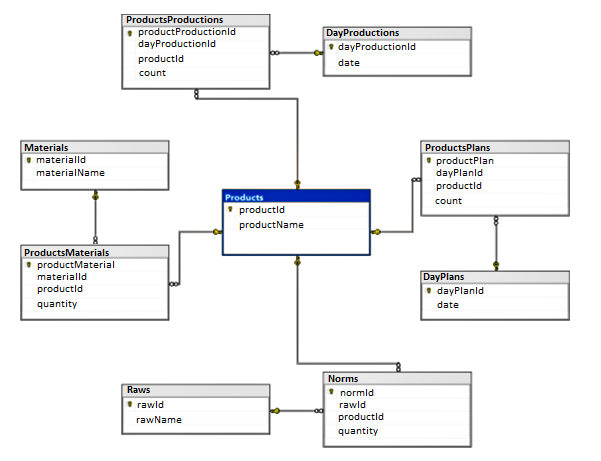 ProductsProductions
productProductionId
dayProductionId
productId
count
DayProductions
dayProductionId
date
Materials
materialId
materialName
ProductsPlans
productPlan
dayPlanId
productId
count
Products
productId
productName
ProductsMaterials
productMaterial
materialId
productId
quantity
DayPlans
dayPlanId
date
Raws
rawId
rawName
Norms
normId
rawId
productId
quantity